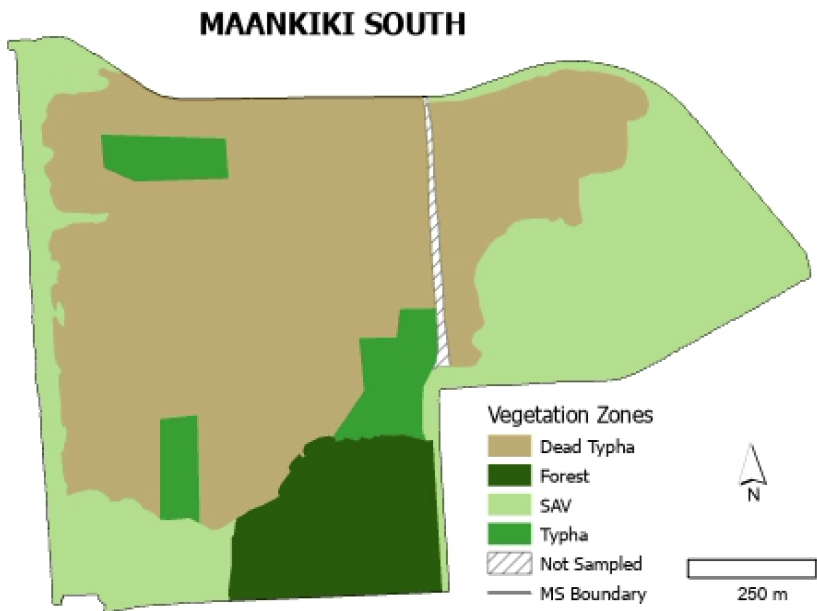 MAANKIKI SOUTH
Vegetation Zones
Dead Typha
Forest
SAV
Typha
Not Sampled
MS Boundary
N
250 m